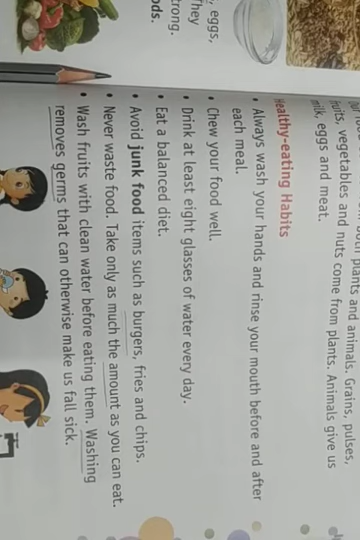 plants and animals. Grains, pulses,
fruits, vegetables and nuts come from plants. Animals give us
milk, eggs and meat.
Healthy-eating Habits
• Always wash your hands and rinse your mouth before and after
each meal.
• Chew your food well.
• Drink at least eight glasses of water every day.
• Eat a balanced diet.
• Avoid junk food items such as burgers, fries and chips.
• Never waste food. Take only as much the amount as you can eat.
• Wash fruits with clean water before eating them. Washing
removes germs that can otherwise make us fall sick.
, eggs,
They
trong.
ods.